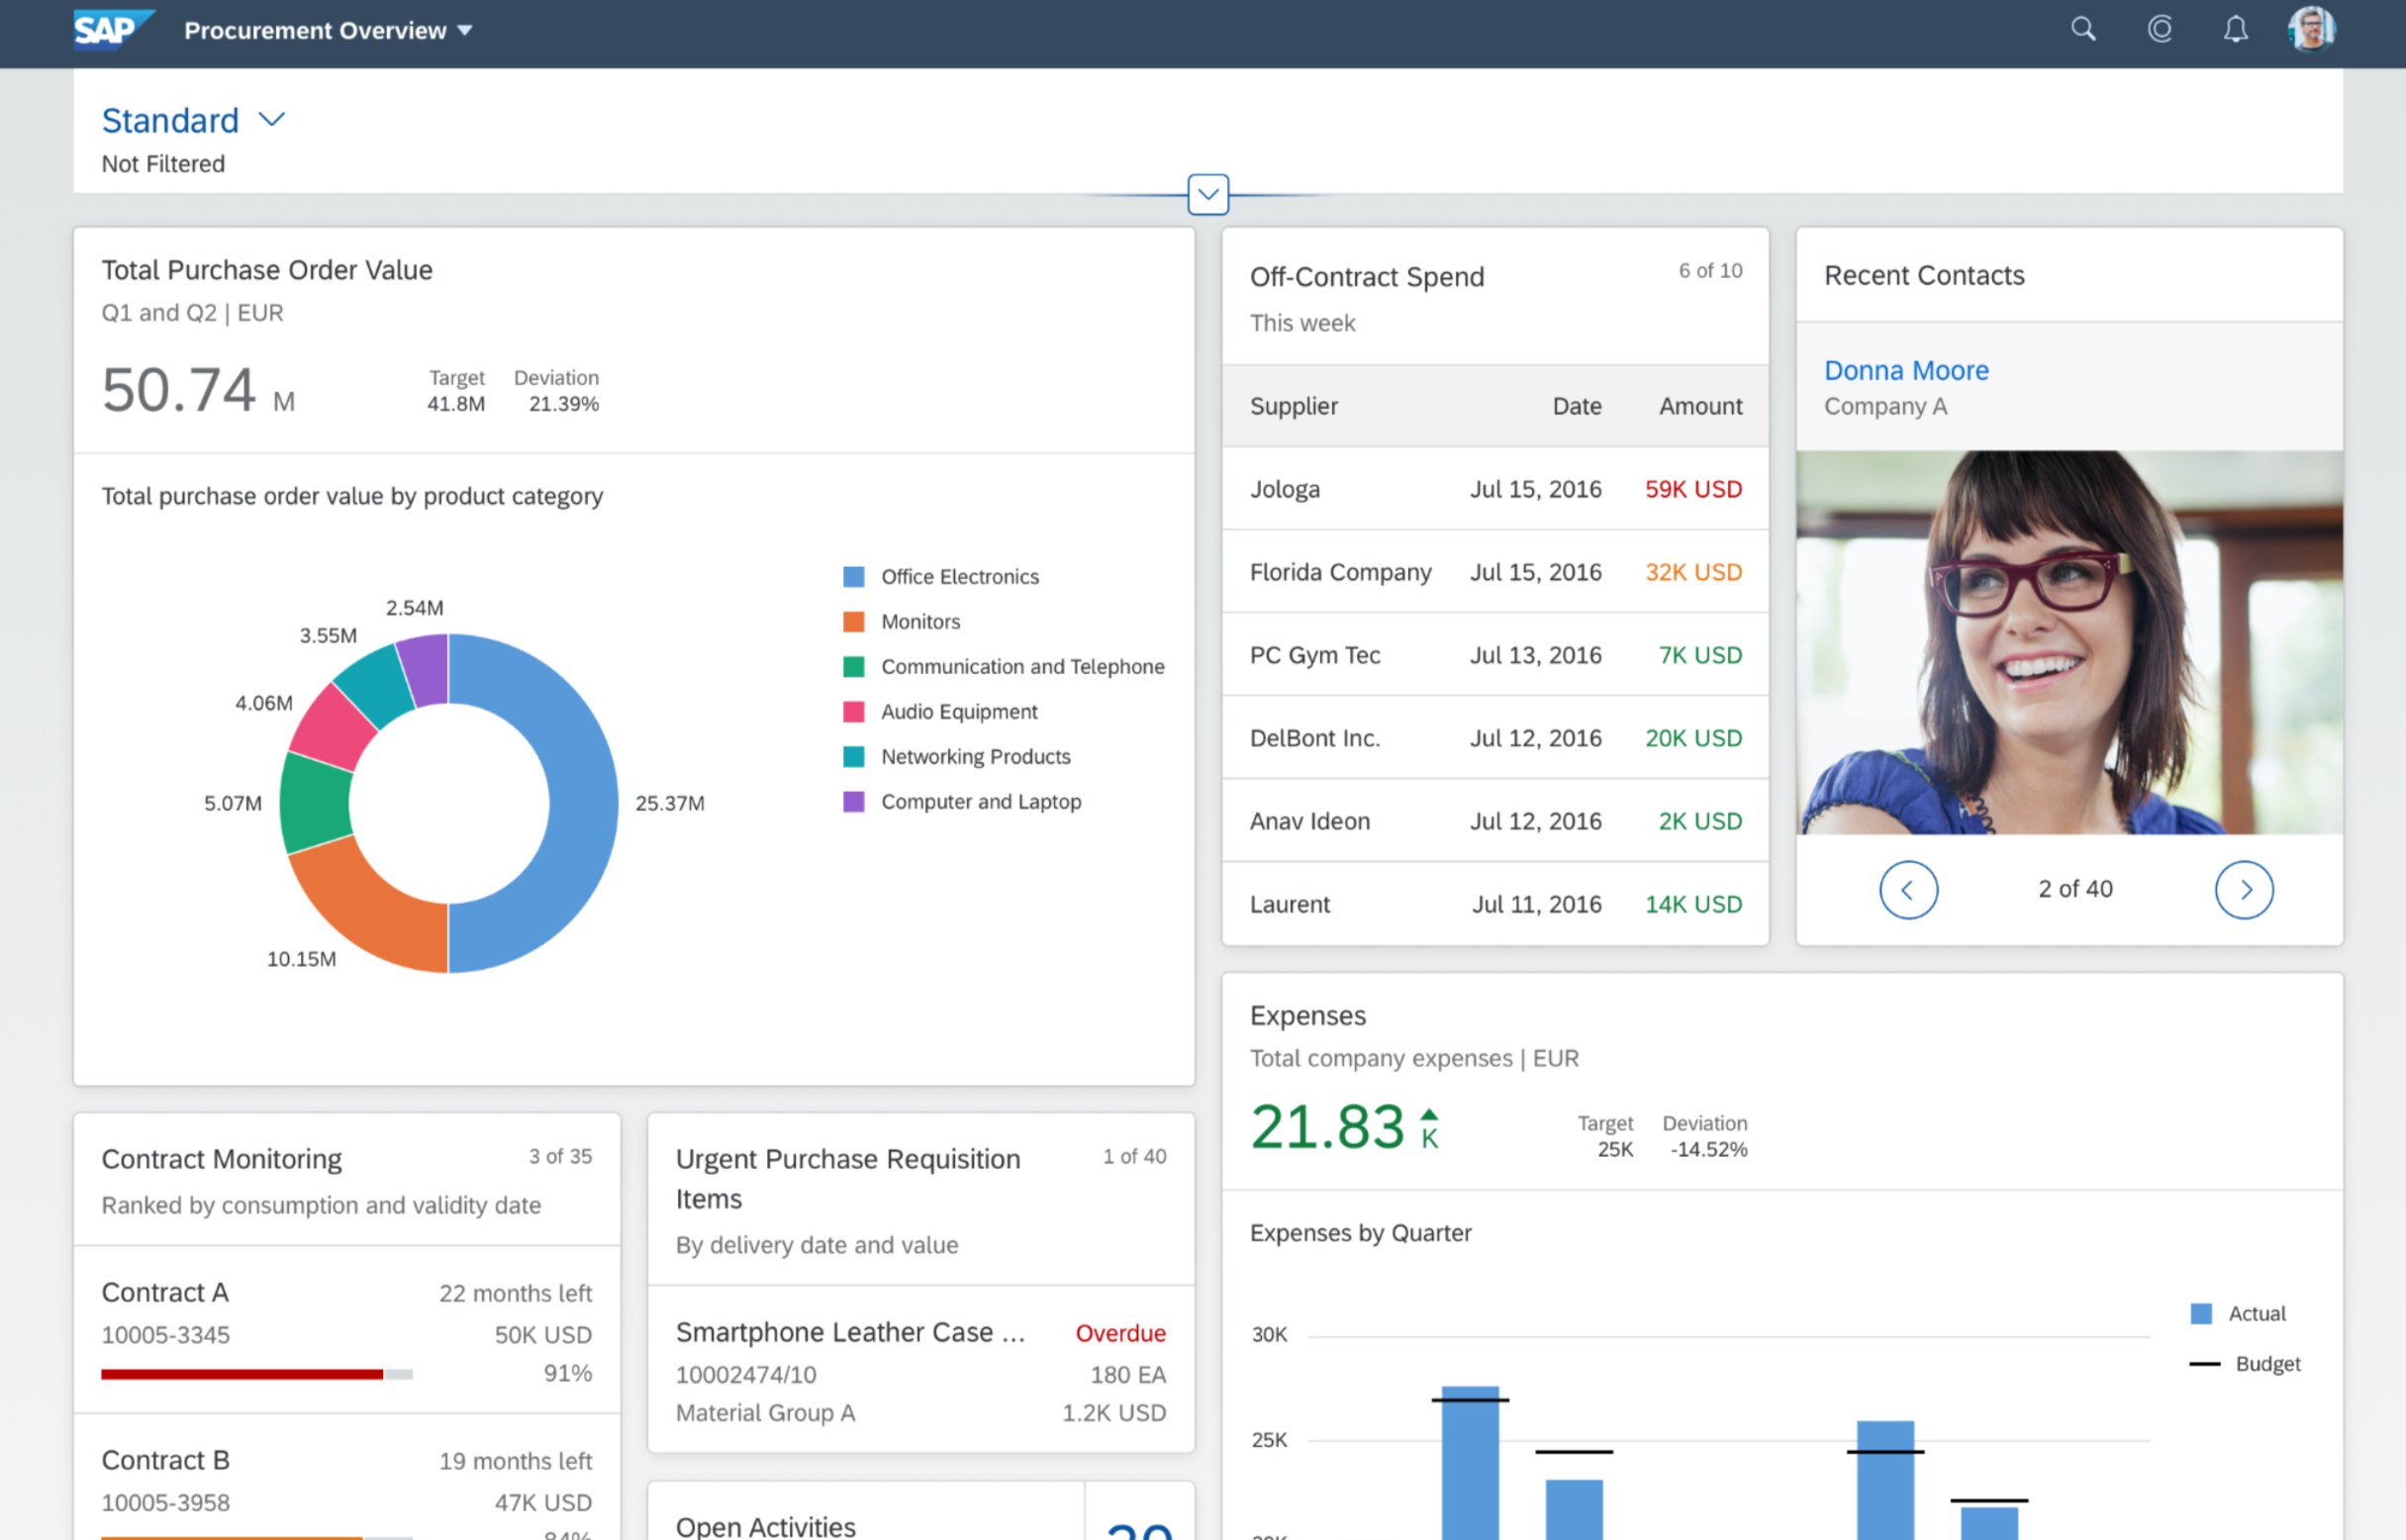 SAP Procurement Overview
Standard
Not Filtered
Total Purchase Order Value
Q1 and Q2 | EUR
50.74 M
Target Deviation
41.8M 21.39%
Total purchase order value by product category
2.54M
3.55M
4.06M
5.07M
25.37M
10.15M
Office Electronics
Monitors
Communication and Telephone
Audio Equipment
Networking Products
Computer and Laptop
Off-Contract Spend 6 of 10
This week
Supplier Date Amount
Jologa Jul 15, 2016 59K USD
Florida Company Jul 15, 2016 32K USD
PC Gym Tec Jul 13, 2016 7K USD
DelBont Inc. Jul 12, 2016 20K USD
Anav Ideon Jul 12, 2016 2K USD
Laurent Jul 11, 2016 14K USD
Recent Contacts
Donna Moore
Company A
2 of 40
Contract Monitoring 3 of 35
Ranked by consumption and validity date
Contract A 22 months left
10005-3345 50K USD
91%
Contract B 19 months left
10005-3958 47K USD
84%
Urgent Purchase Requisition 1 of 40
Items
By delivery date and value
Smartphone Leather Case ... Overdue
10002474/10 180 EA
Material Group A 1.2K USD
Open Activities
Expenses
Total company expenses | EUR
21.83 K
Target Deviation
25K -14.52%
Expenses by Quarter
Actual
Budget
30K
25K